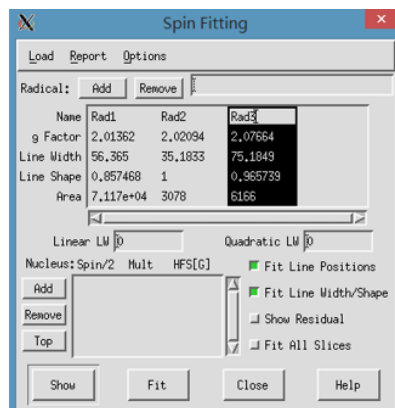 Spin Fitting
Load Report Options
Radical: Add Remove
Name Rad1 Rad2 Rad3
g Factor 2.01362 2.02094 2.07664
Line Width 56.365 35.1833 75.1849
Line Shape 0.857468 1 0.965739
Area 7.117e+04 3078 6166
Linear LW 0 Quadratic LW 0
Nucleus: Spin/2 Mult HFS[G]
Fit Line Positions
Add
Fit Line Width/Shape
Remove
Show Residual
Top
Fit All Slices
Show Fit Close Help